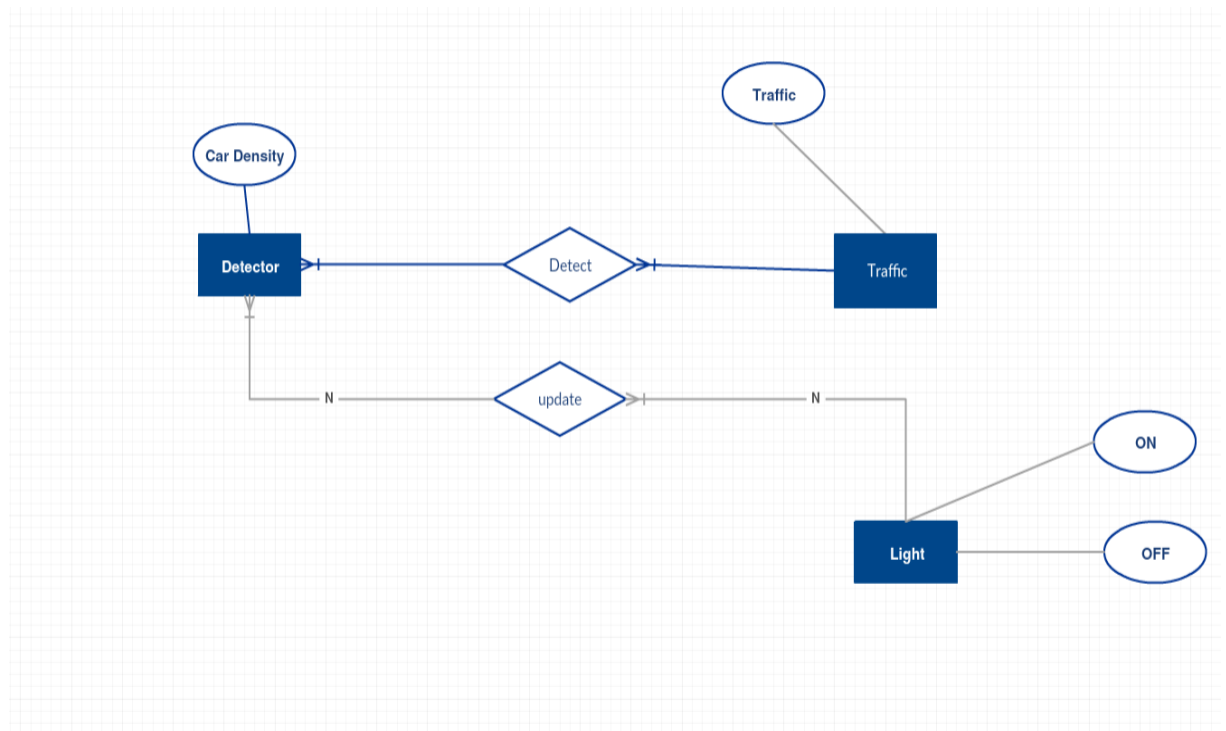 Traffic
Car Density
Detector
Detect
Traffic
N
update
N
ON
Light
OFF